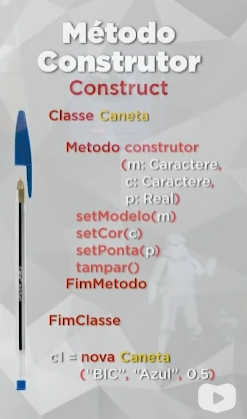 Método
Construtor
Construct
Classe Caneta
Metodo construtor
(m: Caractere,
c: Caractere,
p: Real)
setModelo(m)
setCor(c)
setPonta(p)
tampar()
FimMetodo
FimClasse
c1 = nova Caneta
("BIC", "Azul", 0.5)